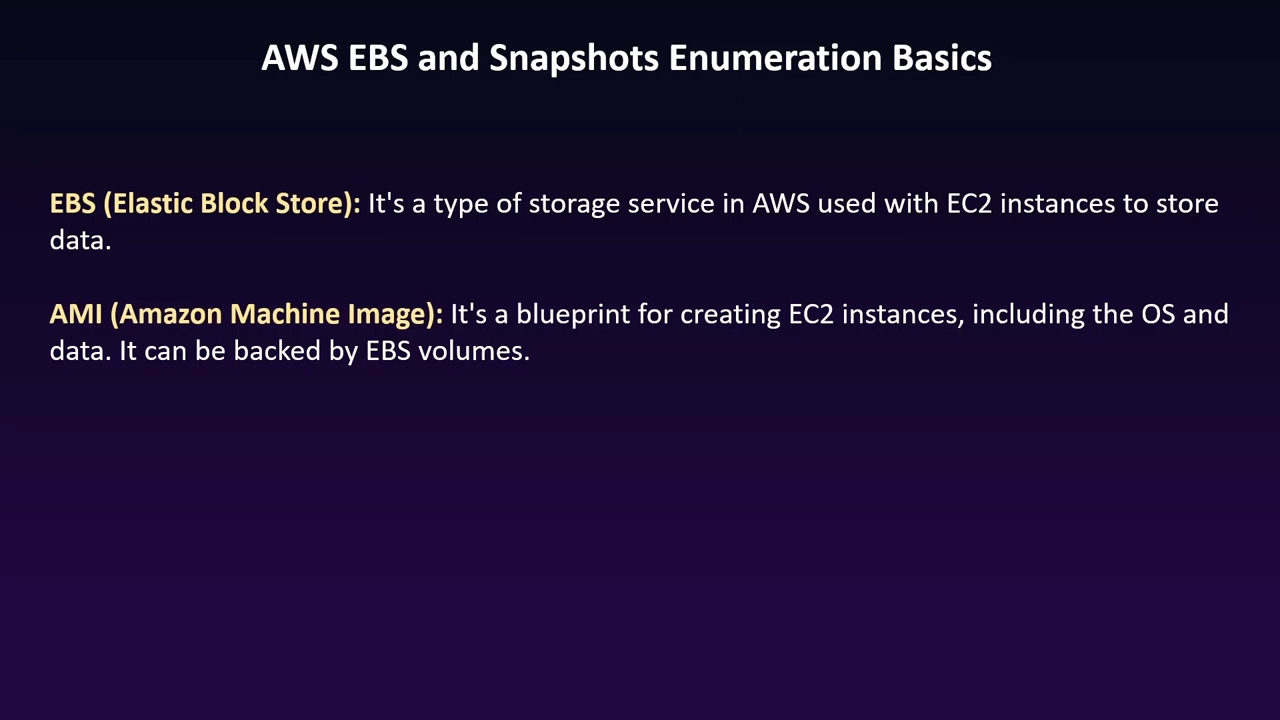 AWS EBS and Snapshots Enumeration Basics
EBS (Elastic Block Store): It's a type of storage service in AWS used with EC2 instances to store
data.
AMI (Amazon Machine Image): It's a blueprint for creating EC2 instances, including the OS and
data. It can be backed by EBS volumes.